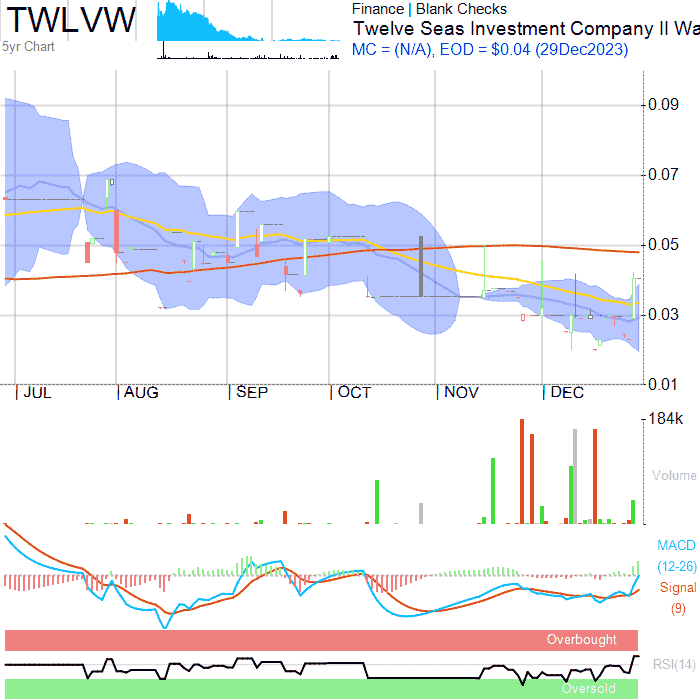 TWLVW
5yr Chart
Finance | Blank Checks
Twelve Seas Investment Company II Wa
MC = (N/A), EOD = $0.04 (29Dec2023)
0.09
0.07
0.05
0.03
0.01
JUL AUG SEP OCT NOV DEC
184k
Volume
MACD
(12-26)
Signal
(9)
Overbought
RSI(14)
Oversold